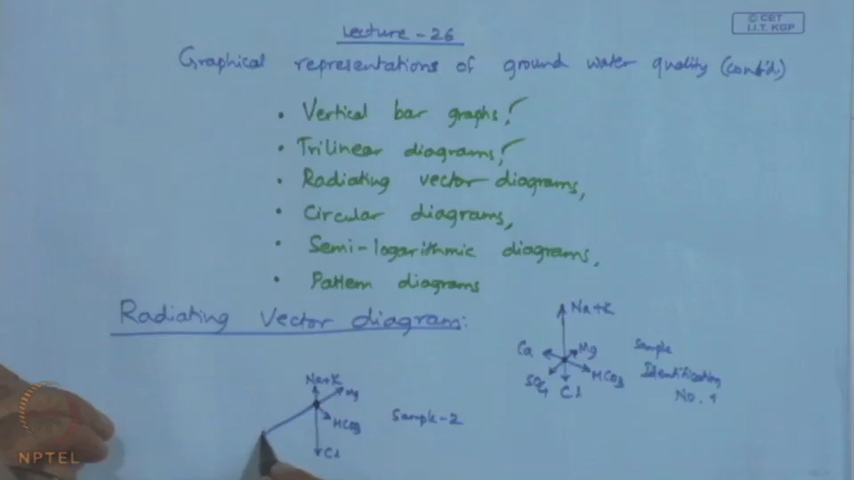 © CET
I.I.T. KGP
Lecture - 26
Graphical representations of ground water quality (contd.)
• Vertical bar graphs,
• Trilinear diagrams,
• Radiating vector diagrams,
• Circular diagrams,
• Semi-logarithmic diagrams,
• Pattern diagrams
Radiating Vector diagram:
Na+K
Ca
Mg
SO4
Cl
HCO3
Sample
Identification
No. 1
Na+K
Mg
HCO3
Cl
Sample-2
NPTEL